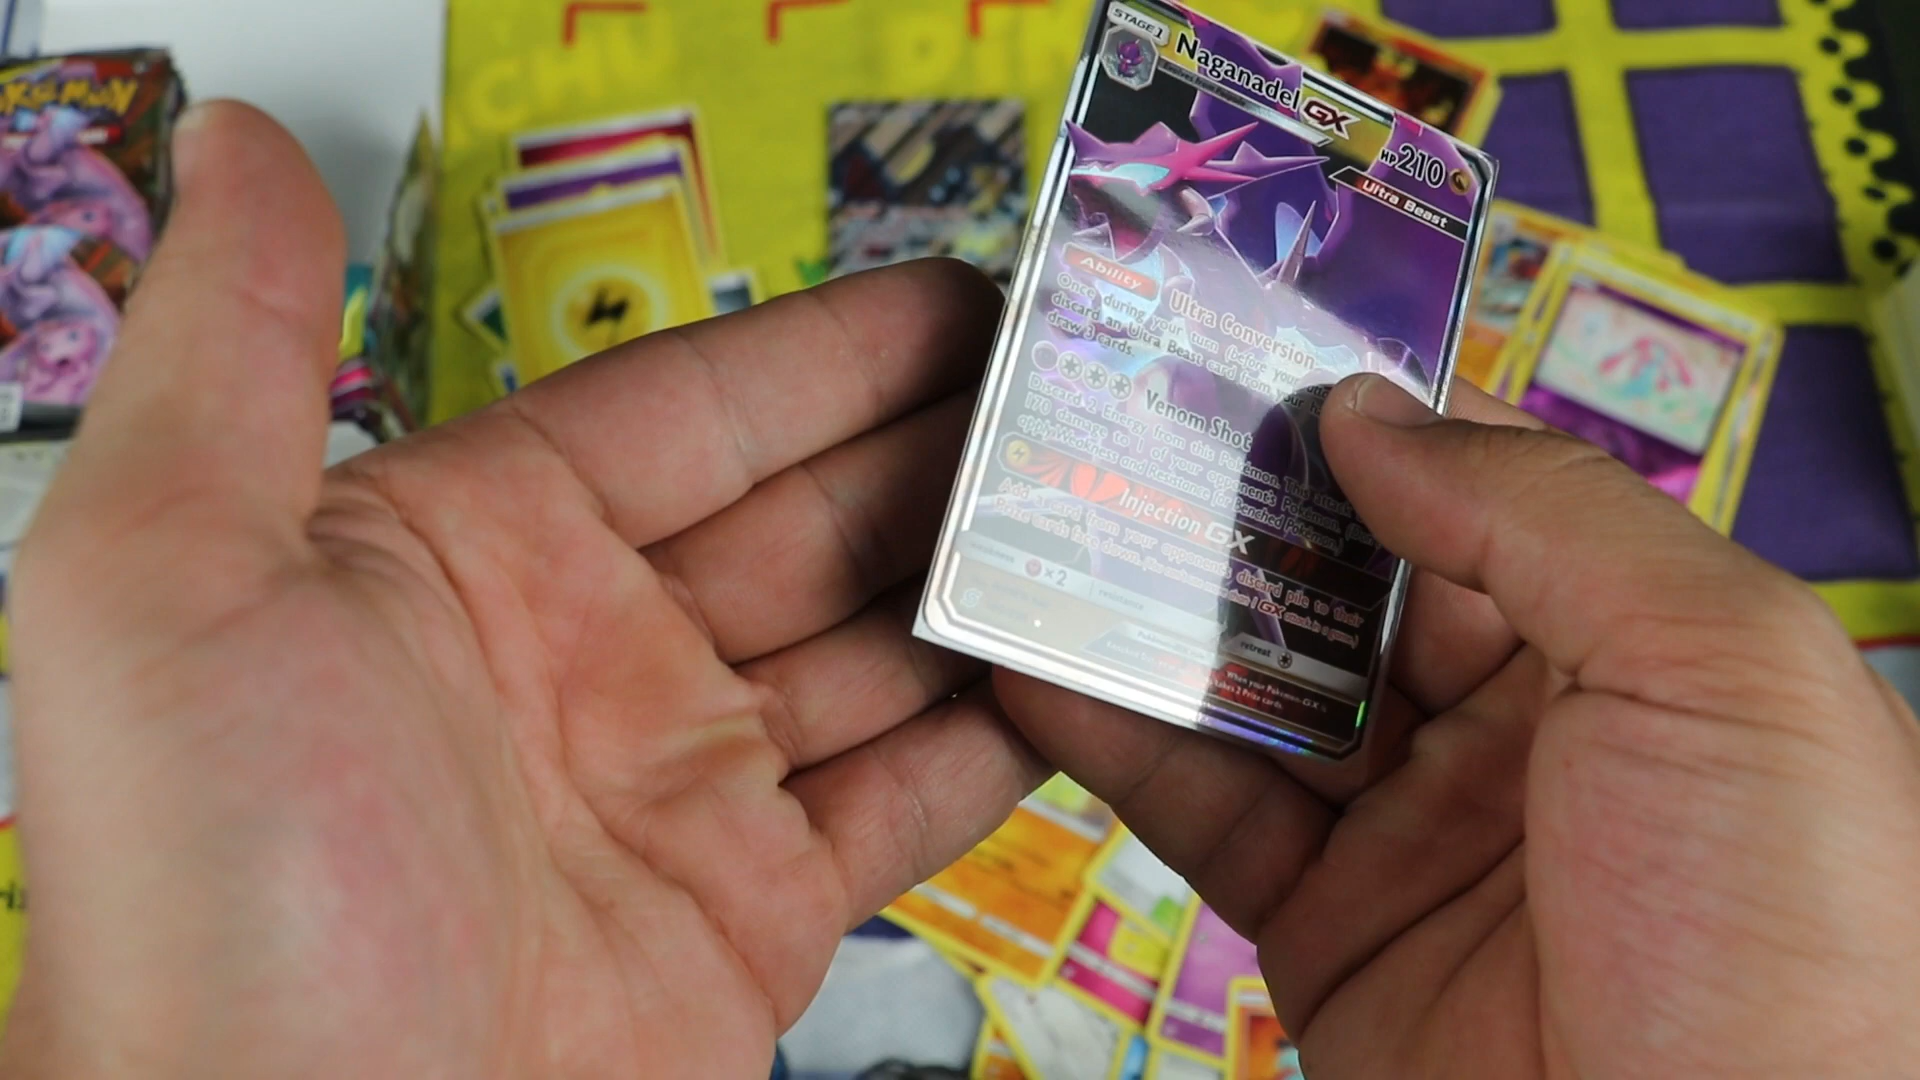 STAGE 1
Naganadel GX
HP 210
Ultra Beast
Ability
Ultra Conversion
Once during your turn (before your
discard an Ultra Beast card from your
draw 3 cards.
Venom Shot
Discard 2 Energy from this Pokémon. This attack
170 damage to 1 of your opponent's Pokémon. (Don't
apply Weakness and Resistance for Benched Pokémon.)
Injection GX
Add 1 card from your opponent's discard pile to their
Prize cards face down. (You can't use more than 1 GX attack in a game.)
weakness
×2
resistance
retreat
When your Pokémon-GX is
takes 2 Prize cards.
POKÉMON